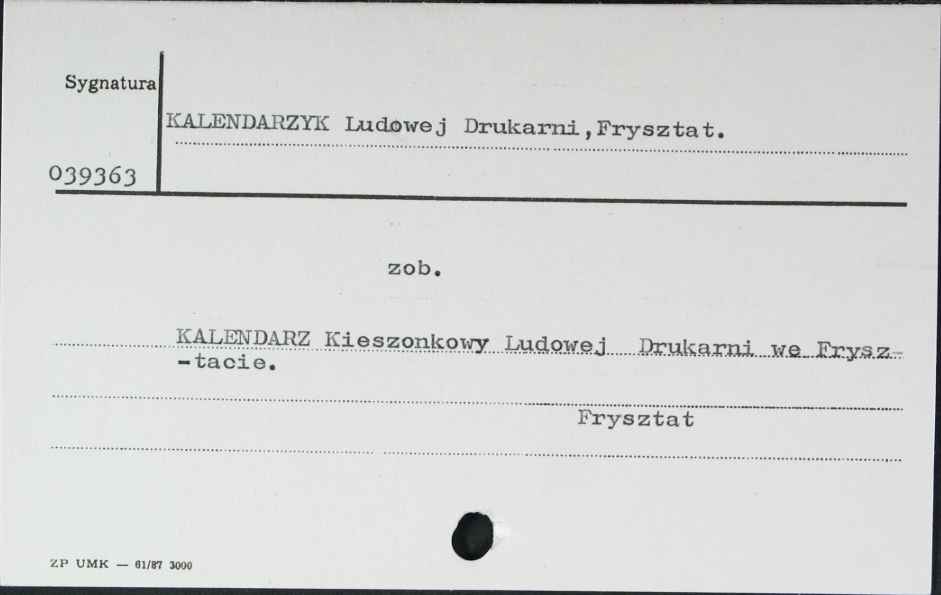 Sygnatura
KALENDARZYK Ludowej Drukarni,Frysztat.
039363
zob.
KALENDARZ Kieszonkowy Ludowej Drukarni we Frysz-
-tacie.
Frysztat
ZP UMK — 61/87 3000